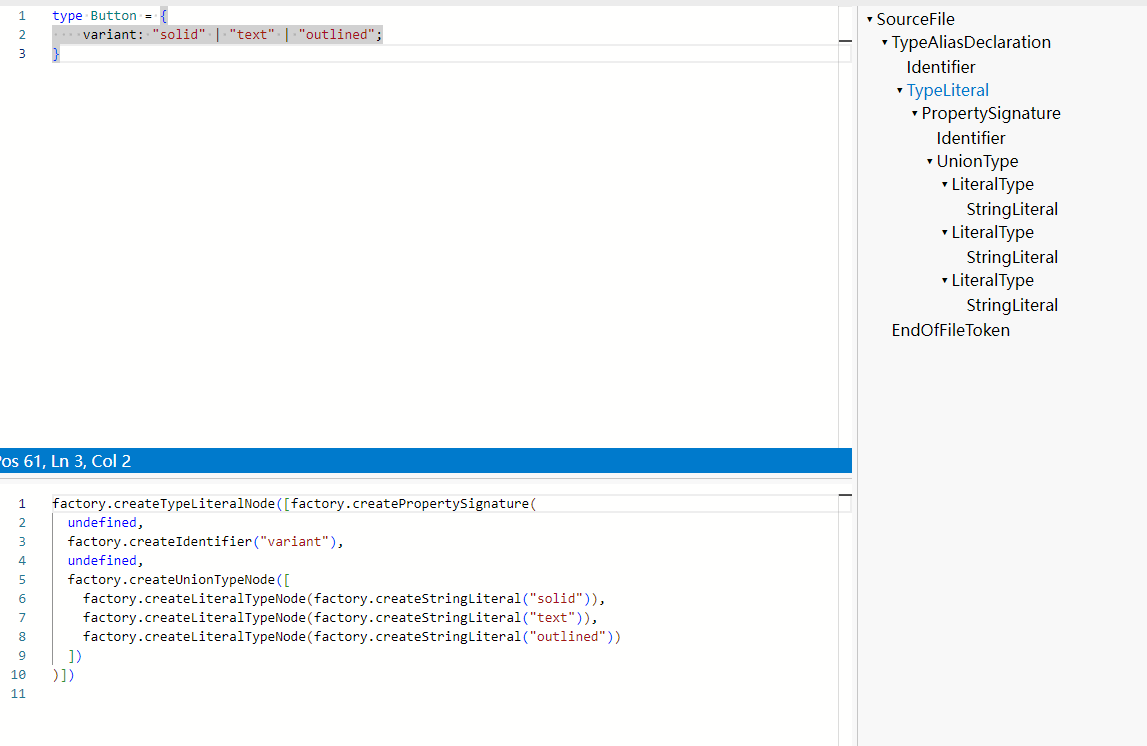 1 type Button = {
2     variant: "solid" | "text" | "outlined";
3 }
os 61, Ln 3, Col 2
1 factory.createTypeLiteralNode([factory.createPropertySignature(
2   undefined,
3   factory.createIdentifier("variant"),
4   undefined,
5   factory.createUnionTypeNode([
6     factory.createLiteralTypeNode(factory.createStringLiteral("solid")),
7     factory.createLiteralTypeNode(factory.createStringLiteral("text")),
8     factory.createLiteralTypeNode(factory.createStringLiteral("outlined"))
9   ])
10 )])
11
SourceFile
TypeAliasDeclaration
Identifier
TypeLiteral
PropertySignature
Identifier
UnionType
LiteralType
StringLiteral
LiteralType
StringLiteral
LiteralType
StringLiteral
EndOfFileToken